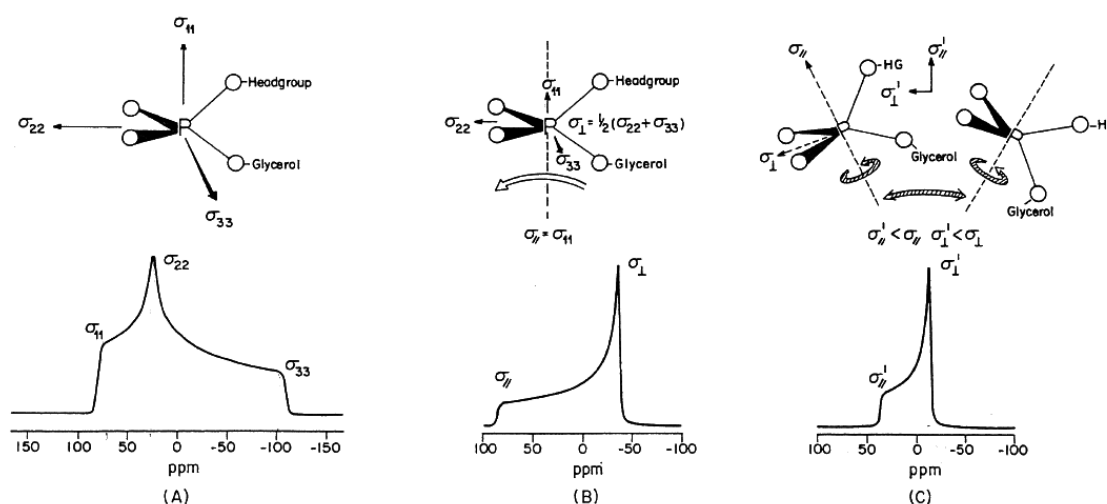 σ11
Headgroup
σ22
P
Glycerol
σ33
σ22
σ11
σ33
150 100 50 0 -50 -100 -150
ppm
(A)
σ11
Headgroup
σ22
P
σ⊥ = ½(σ22 + σ33)
σ33
Glycerol
σ∥ = σ11
σ⊥
σ∥
100 50 0 -50 -100
ppm
(B)
σ∥
σ∥'
HG
σ⊥'
P
P
H
σ⊥
Glycerol
Glycerol
σ∥' < σ∥ σ⊥' < σ⊥
σ⊥'
σ∥'
100 50 0 -50 -100
ppm
(C)